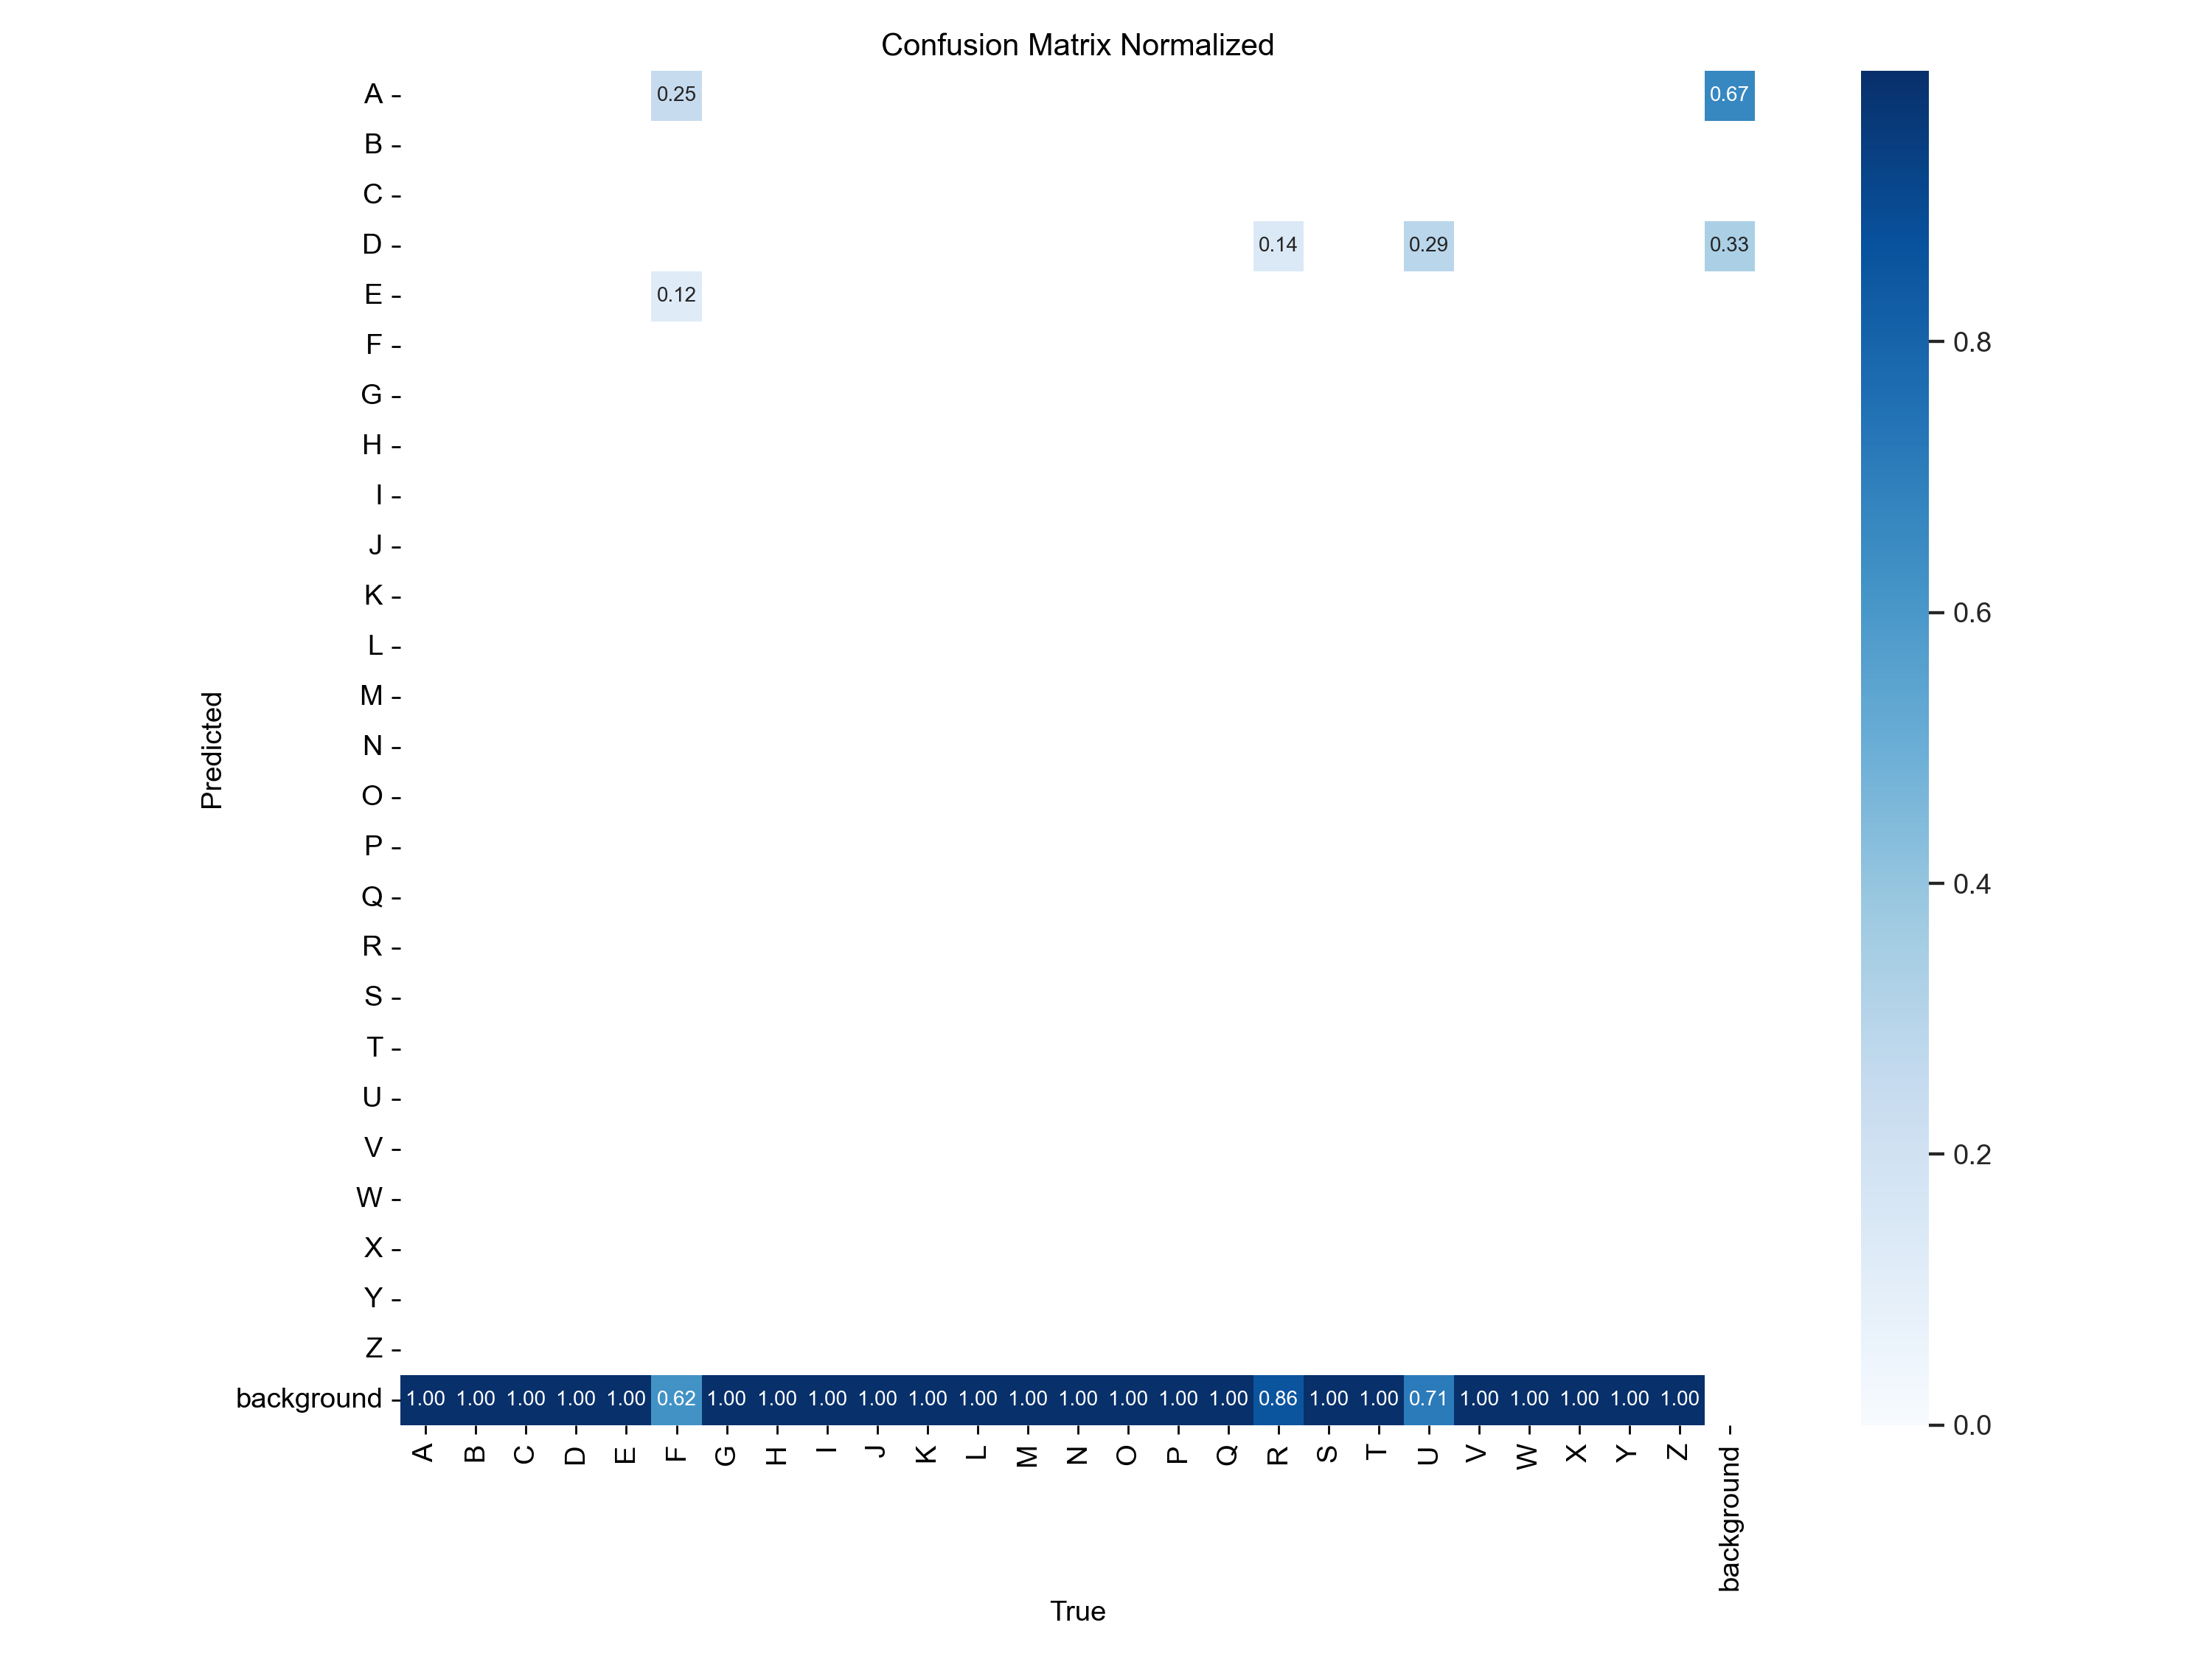 Confusion Matrix Normalized
A 0.25 0.67
B
C
D 0.14 0.29 0.33
E 0.12
F
G
H
I
J
K
L
M
N
O
P
Q
R
S
T
U
V
W
X
Y
Z
background 1.00 1.00 1.00 1.00 1.00 0.62 1.00 1.00 1.00 1.00 1.00 1.00 1.00 1.00 1.00 1.00 1.00 0.86 1.00 1.00 0.71 1.00 1.00 1.00 1.00 1.00
A B C D E F G H I J K L M N O P Q R S T U V W X Y Z background
Predicted
True
0.8
0.6
0.4
0.2
0.0